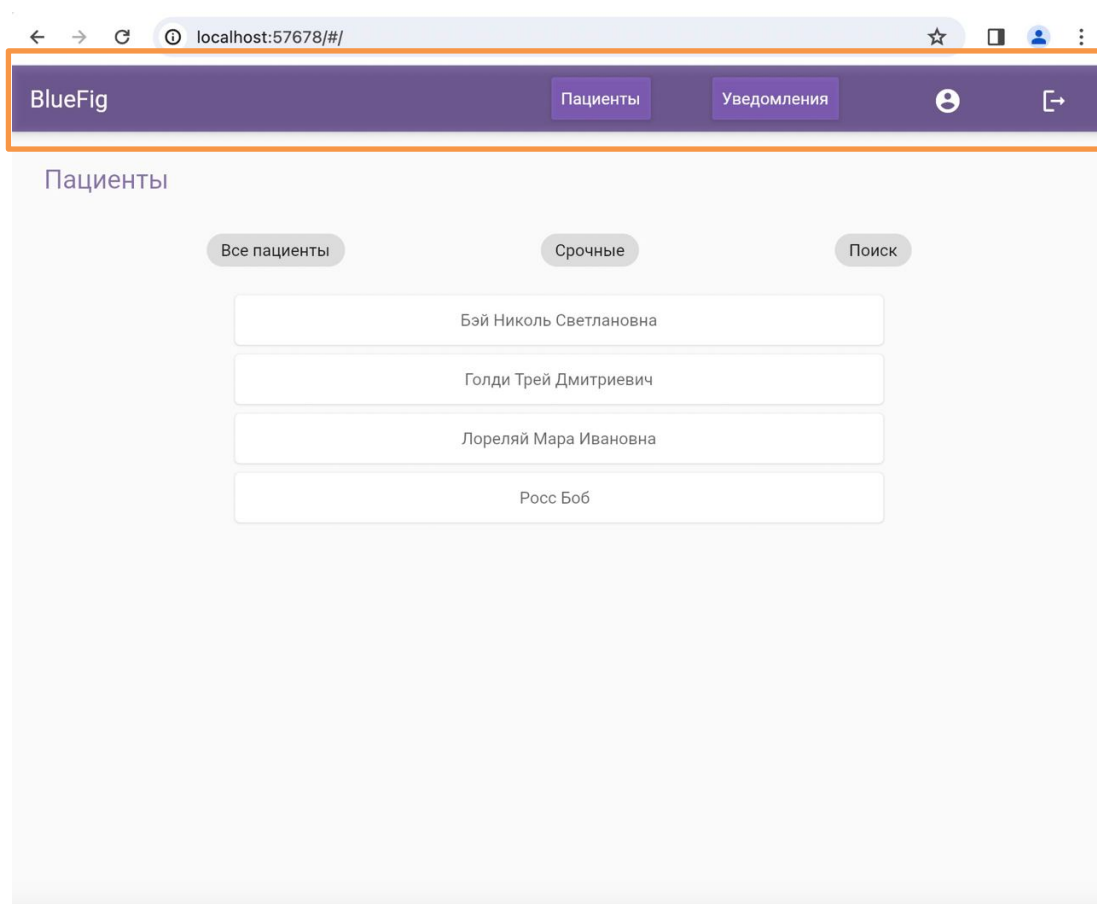 localhost:57678/#/
BlueFig Пациенты Уведомления
Пациенты
Все пациенты Срочные Поиск
Бэй Николь Светлановна
Голди Трей Дмитриевич
Лореляй Мара Ивановна
Росс Боб